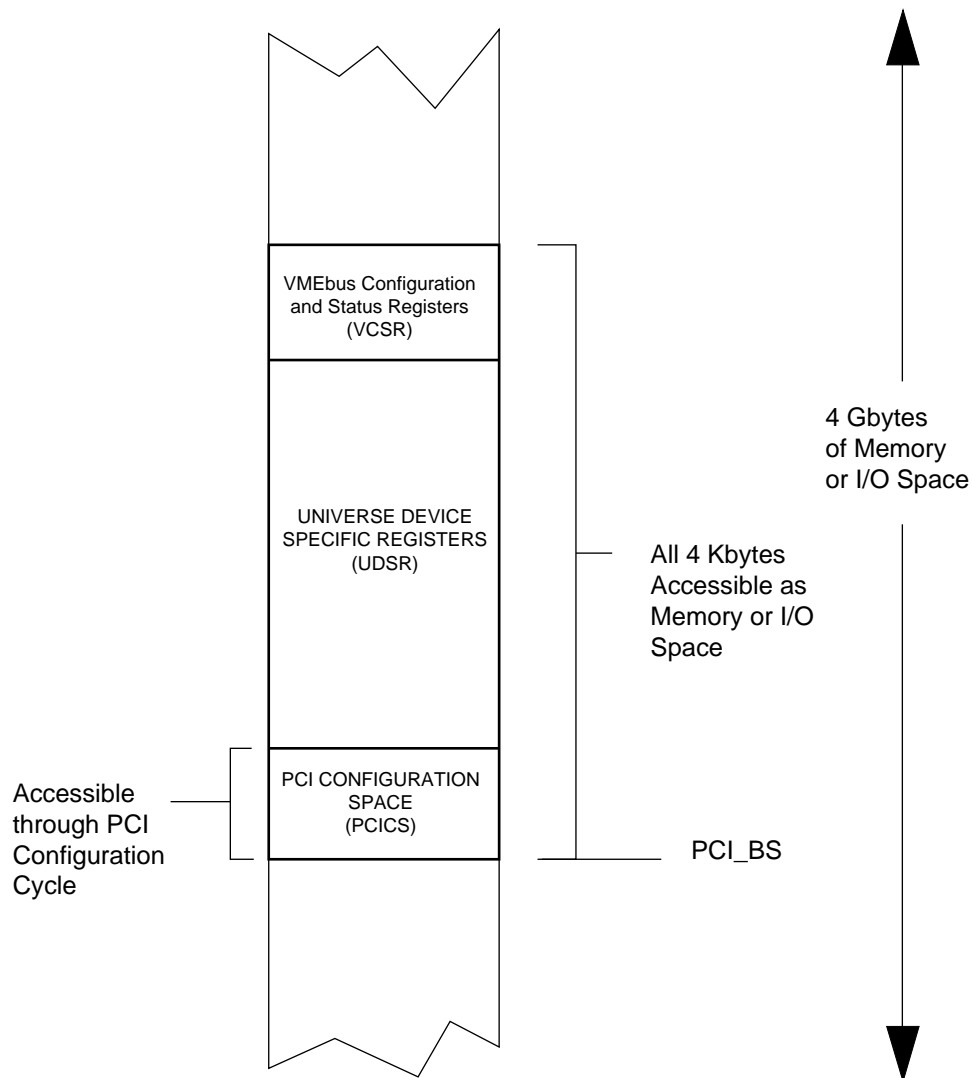 VMEbus Configuration
and Status Registers
(VCSR)
4 Gbytes
of Memory
or I/O Space
UNIVERSE DEVICE
SPECIFIC REGISTERS
(UDSR)
All 4 Kbytes
Accessible as
Memory or I/O
Space
PCI CONFIGURATION
SPACE
(PCICS)
Accessible
through PCI
Configuration
Cycle
PCI_BS